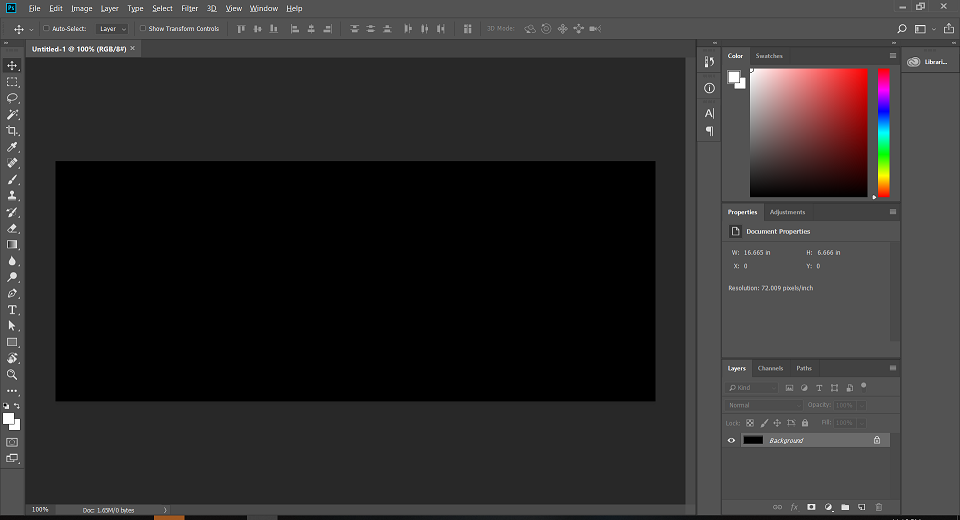 Ps File Edit Image Layer Type Select Filter 3D View Window Help
Auto-Select: Layer Show Transform Controls 3D Mode:
Untitled-1 @ 100% (RGB/8#) ×
Color Swatches
Librari...
Properties Adjustments
Document Properties
W: 16.665 in H: 6.666 in
X: 0 Y: 0
Resolution: 72.009 pixels/inch
Layers Channels Paths
Kind
Normal Opacity: 100%
Lock: Fill: 100%
Background
fx
100% Doc: 1.65M/0 bytes